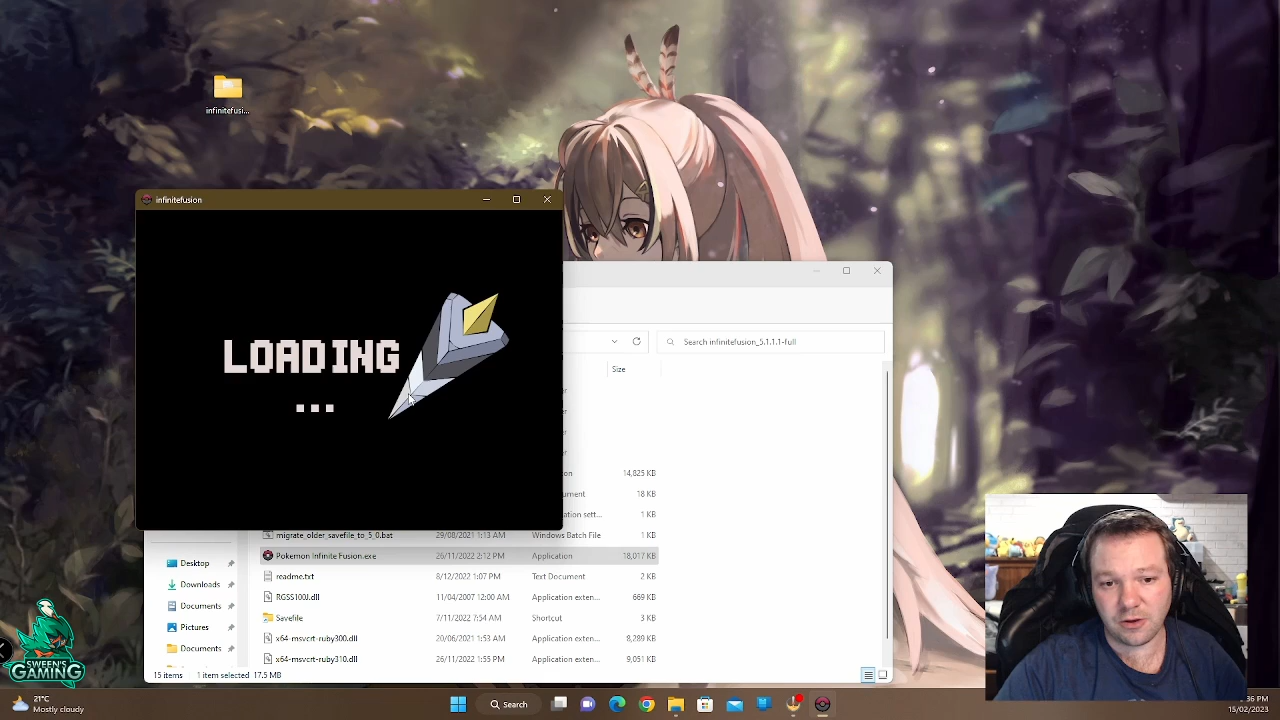 infinitefusi...
infinitefusion
LOADING
...
Search infinitefusion_5.1.1.1-full
Size
14,825 KB
18 KB
1 KB
migrate_older_savefile_to_5_0.bat 29/08/2021 1:13 AM Windows Batch File 1 KB
Pokemon Infinite Fusion.exe 26/11/2022 2:12 PM Application 18,017 KB
readme.txt 8/12/2022 1:07 PM Text Document 2 KB
RGSS100J.dll 11/04/2007 12:00 AM Application exten... 669 KB
Savefile 7/11/2022 7:54 AM Shortcut 3 KB
x64-msvcrt-ruby300.dll 20/06/2021 1:53 AM Application exten... 8,289 KB
x64-msvcrt-ruby310.dll 26/11/2022 1:55 PM Application exten... 9,051 KB
Desktop
Downloads
Documents
Pictures
Documents
15 items 1 item selected 17.5 MB
SWEEN'S
GAMING
21°C
Mostly cloudy
Search
:36 PM
15/02/2023